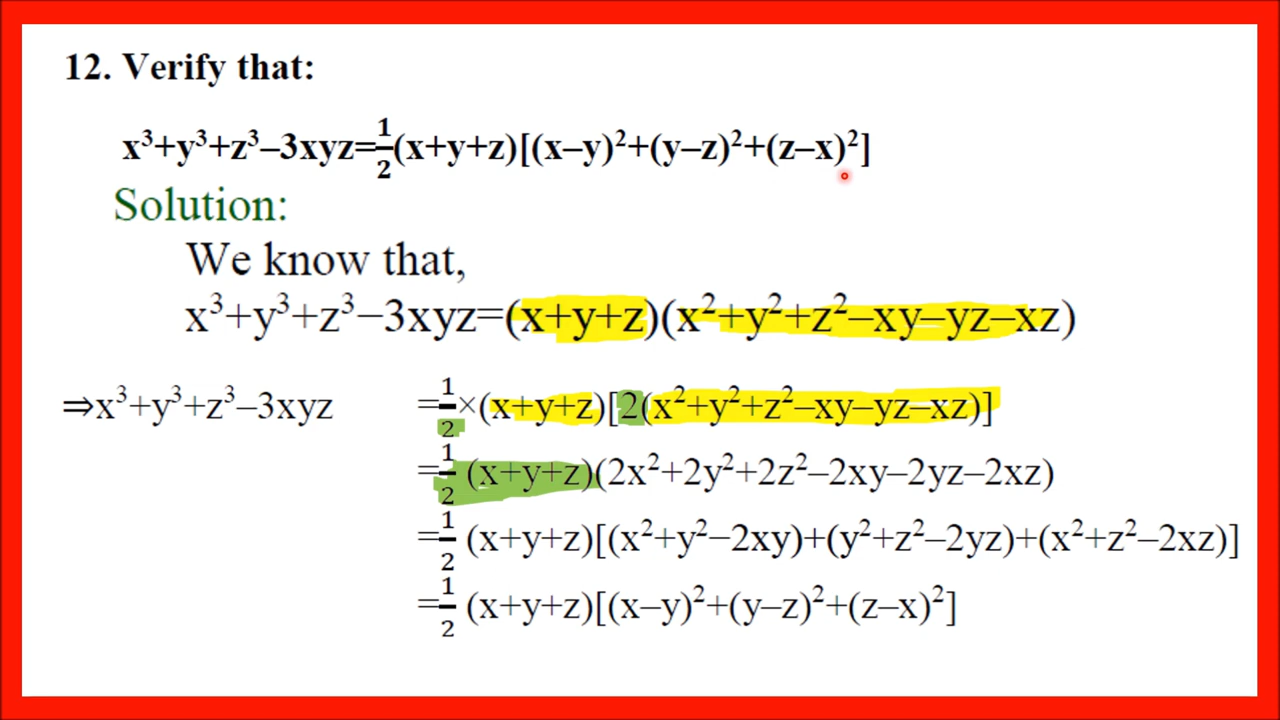 12. Verify that:
x³+y³+z³–3xyz=½(x+y+z)[(x–y)²+(y–z)²+(z–x)²]
Solution:
We know that,
x³+y³+z³–3xyz=(x+y+z)(x²+y²+z²–xy–yz–xz)
⇒x³+y³+z³–3xyz =½×(x+y+z)[2(x²+y²+z²–xy–yz–xz)]
=½ (x+y+z)(2x²+2y²+2z²–2xy–2yz–2xz)
=½ (x+y+z)[(x²+y²–2xy)+(y²+z²–2yz)+(x²+z²–2xz)]
=½ (x+y+z)[(x–y)²+(y–z)²+(z–x)²]